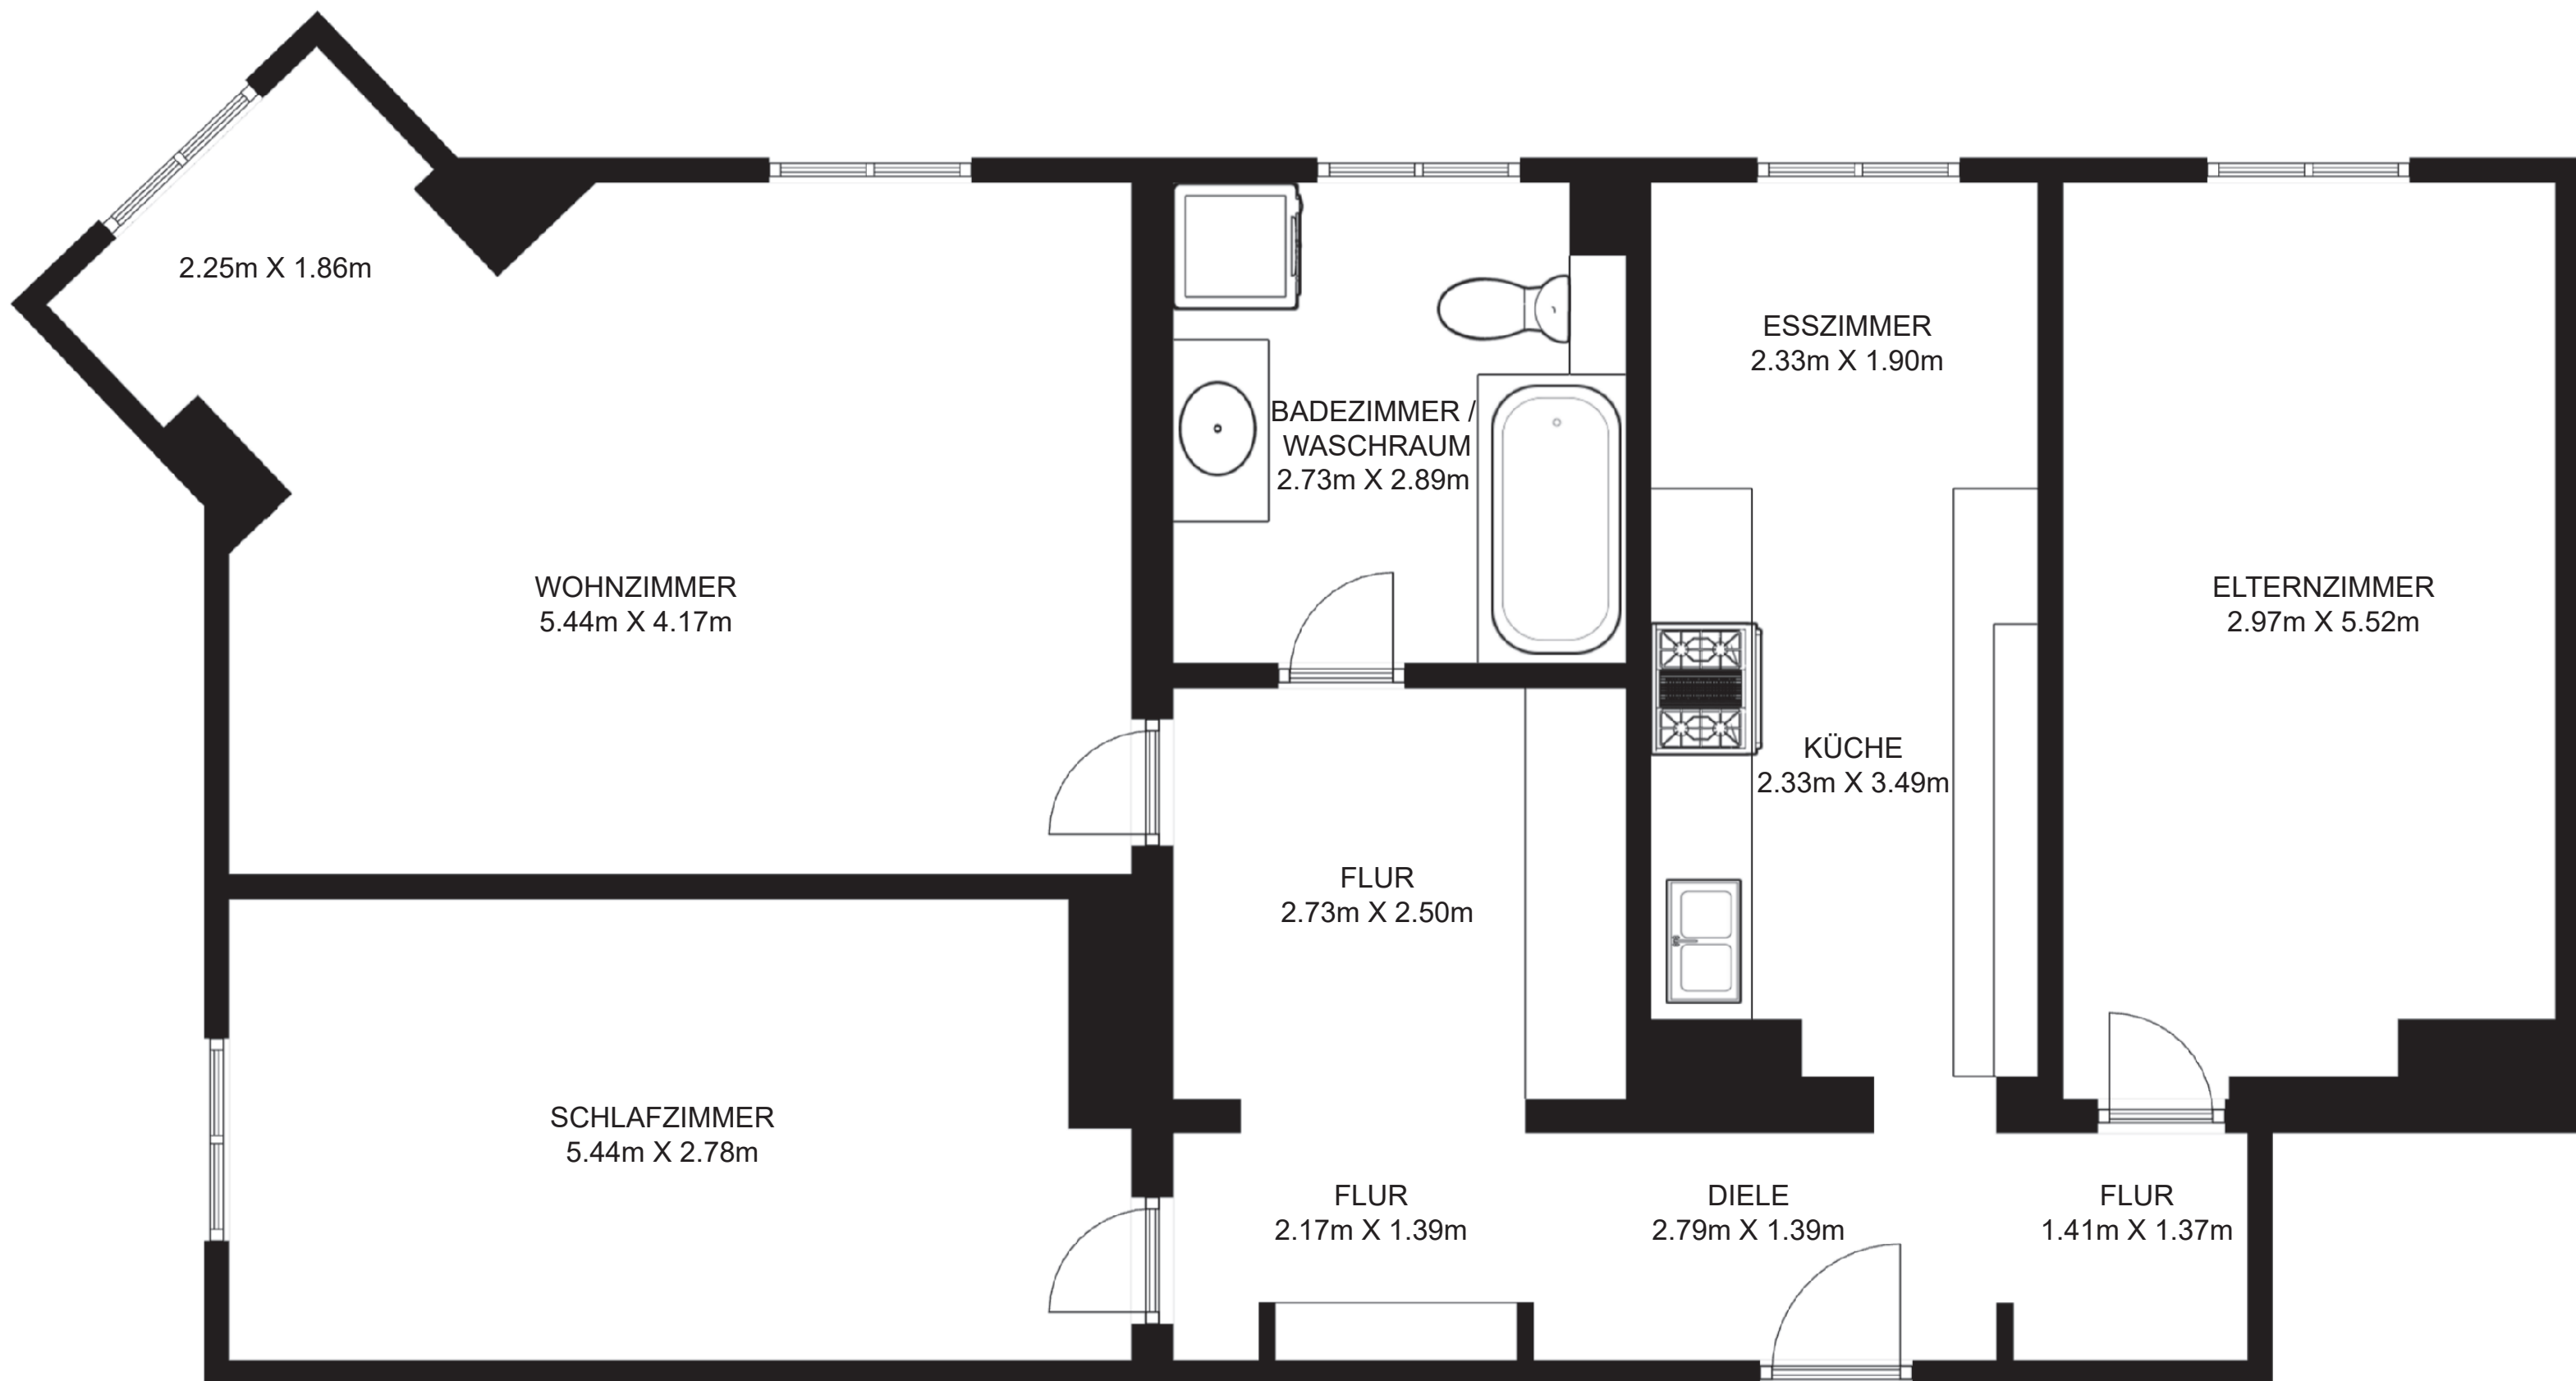 2.25m X 1.86m
WOHNZIMMER
5.44m X 4.17m
BADEZIMMER /
WASCHRAUM
2.73m X 2.89m
ESSZIMMER
2.33m X 1.90m
KÜCHE
2.33m X 3.49m
ELTERNZIMMER
2.97m X 5.52m
FLUR
2.73m X 2.50m
SCHLAFZIMMER
5.44m X 2.78m
FLUR
2.17m X 1.39m
DIELE
2.79m X 1.39m
FLUR
1.41m X 1.37m